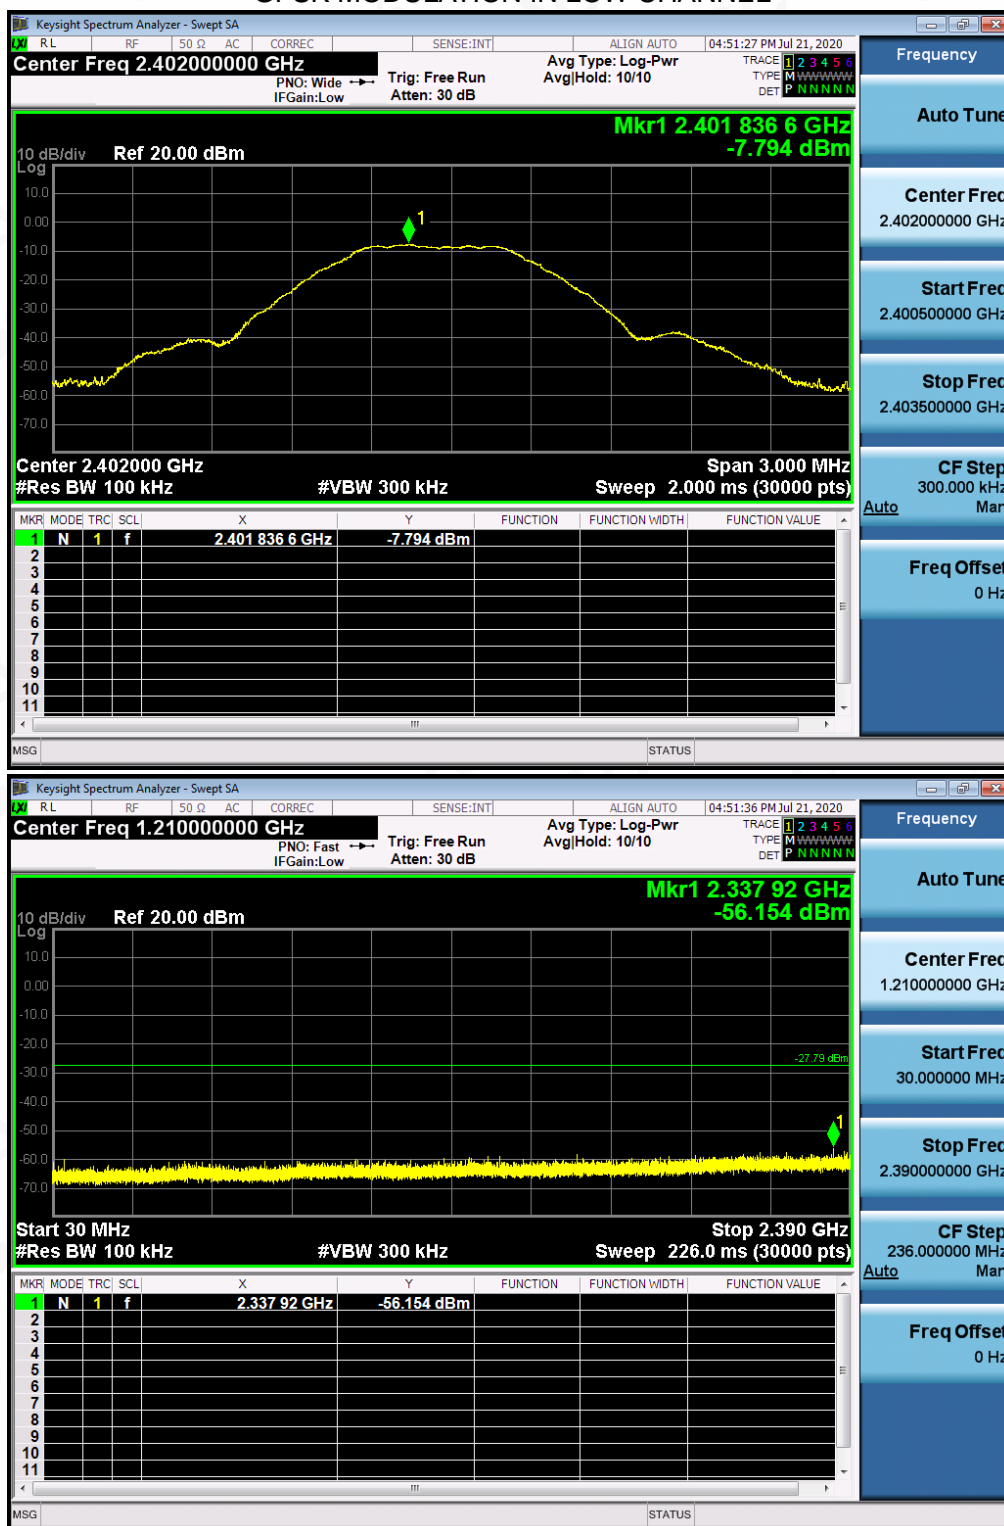 Keysight Spectrum Analyzer - Swept SA
LXI RL RF 50 Ω AC CORREC SENSE:INT ALIGN AUTO 04:51:27 PM Jul 21, 2020
Center Freq 2.402000000 GHz
PNO: Wide
IFGain:Low
Trig: Free Run
Atten: 30 dB
Avg Type: Log-Pwr
Avg|Hold: 10/10
TRACE 1 2 3 4 5 6
TYPE M WWWWW
DET P N N N N N
Mkr1 2.401 836 6 GHz
-7.794 dBm
10 dB/div Ref 20.00 dBm
Log
10.0
0.00
-10.0
-20.0
-30.0
-40.0
-50.0
-60.0
-70.0
1
Center 2.402000 GHz Span 3.000 MHz
#Res BW 100 kHz #VBW 300 kHz Sweep 2.000 ms (30000 pts)
MKR MODE TRC SCL X Y FUNCTION FUNCTION WIDTH FUNCTION VALUE
1 N 1 f 2.401 836 6 GHz -7.794 dBm
2
3
4
5
6
7
8
9
10
11
MSG STATUS
Frequency
Auto Tune
Center Freq
2.402000000 GHz
Start Freq
2.400500000 GHz
Stop Freq
2.403500000 GHz
CF Step
300.000 kHz
Auto Man
Freq Offset
0 Hz
Keysight Spectrum Analyzer - Swept SA
LXI RL RF 50 Ω AC CORREC SENSE:INT ALIGN AUTO 04:51:36 PM Jul 21, 2020
Center Freq 1.210000000 GHz
PNO: Fast
IFGain:Low
Trig: Free Run
Atten: 30 dB
Avg Type: Log-Pwr
Avg|Hold: 10/10
TRACE 1 2 3 4 5 6
TYPE M WWWWW
DET P N N N N N
Mkr1 2.337 92 GHz
-56.154 dBm
10 dB/div Ref 20.00 dBm
Log
10.0
0.00
-10.0
-20.0
-30.0
-40.0
-50.0
-60.0
-70.0
-27.79 dBm
1
Start 30 MHz Stop 2.390 GHz
#Res BW 100 kHz #VBW 300 kHz Sweep 226.0 ms (30000 pts)
MKR MODE TRC SCL X Y FUNCTION FUNCTION WIDTH FUNCTION VALUE
1 N 1 f 2.337 92 GHz -56.154 dBm
2
3
4
5
6
7
8
9
10
11
MSG STATUS
Frequency
Auto Tune
Center Freq
1.210000000 GHz
Start Freq
30.000000 MHz
Stop Freq
2.390000000 GHz
CF Step
236.000000 MHz
Auto Man
Freq Offset
0 Hz